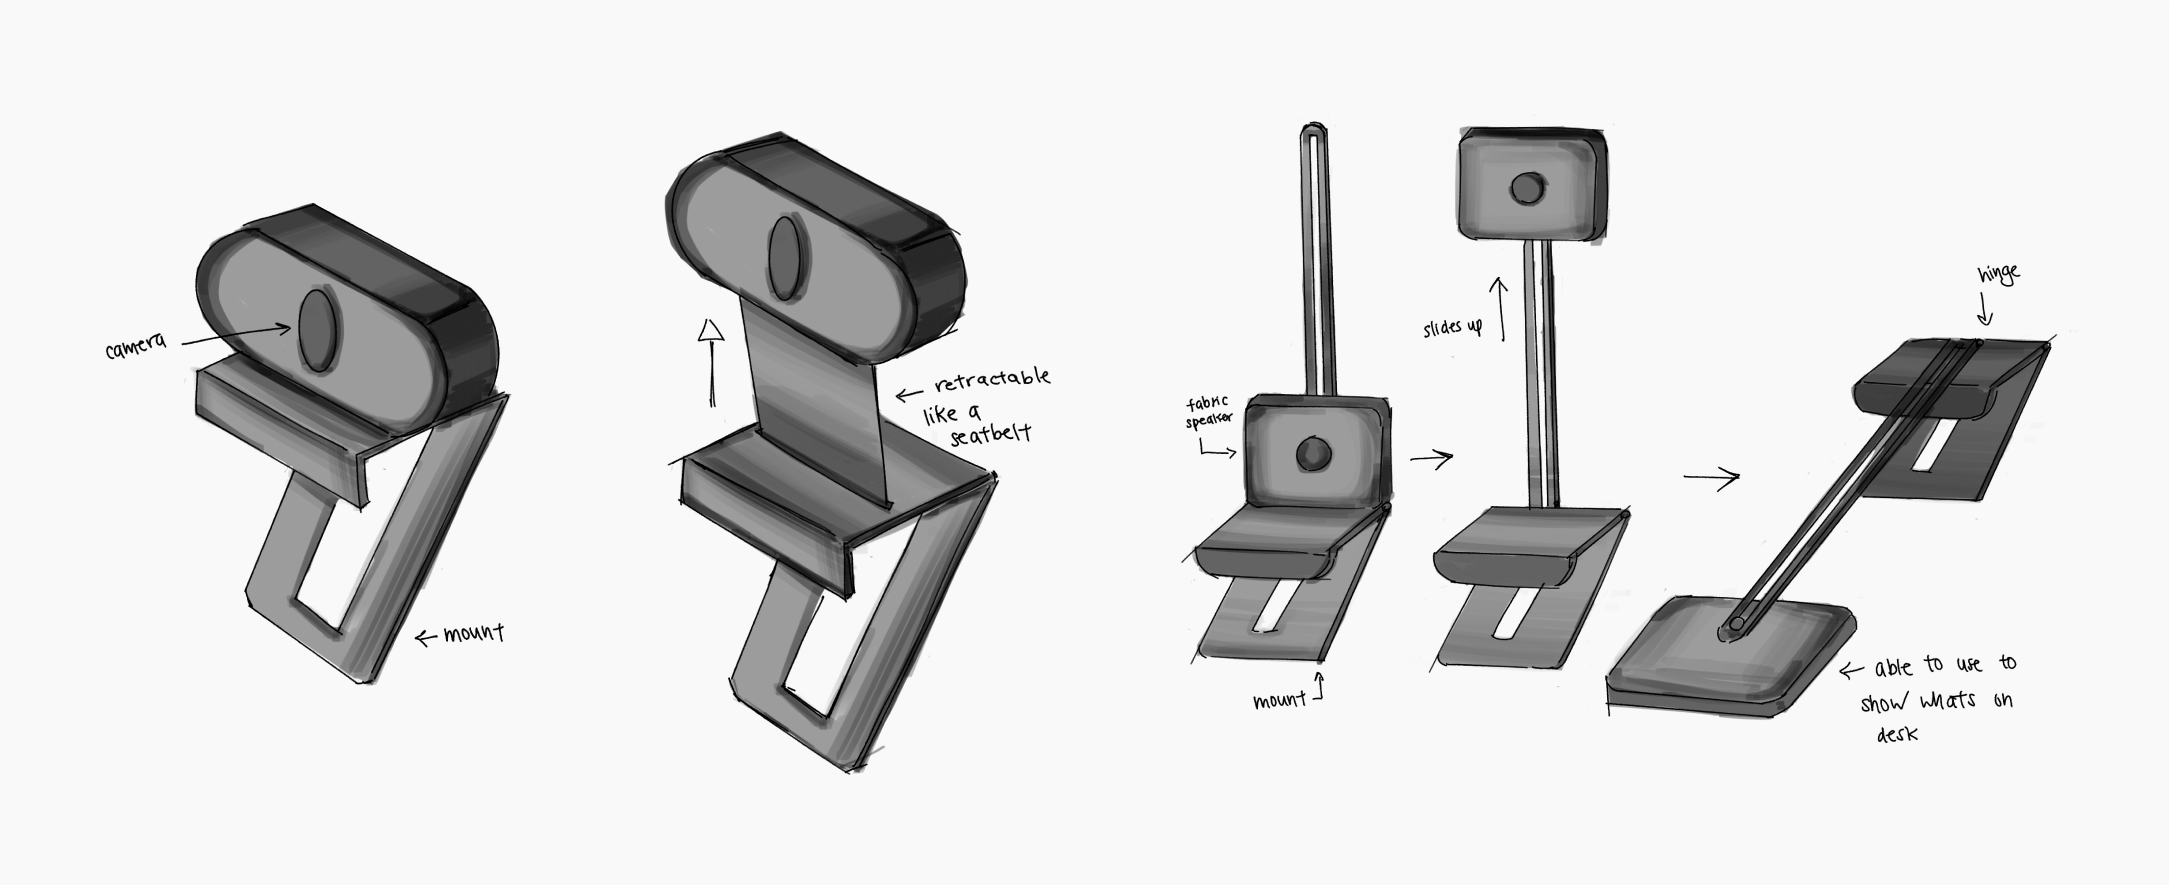 camera
← mount
← retractable
like a
seatbelt
fabric
speaker
mount
slides up
hinge
← able to use to
show whats on
desk